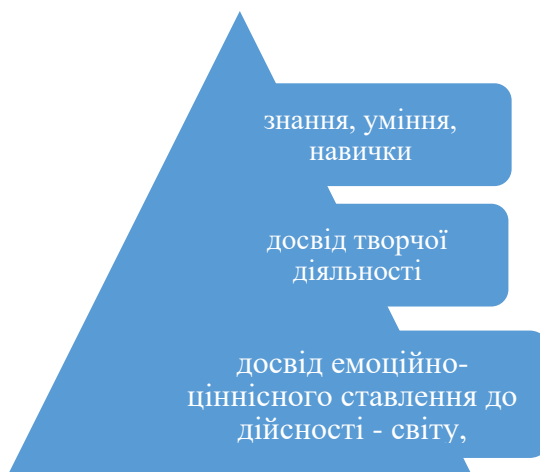 знання, уміння,
навички
досвід творчої
діяльності
досвід емоційно-
ціннісного ставлення до
дійсності - світу,